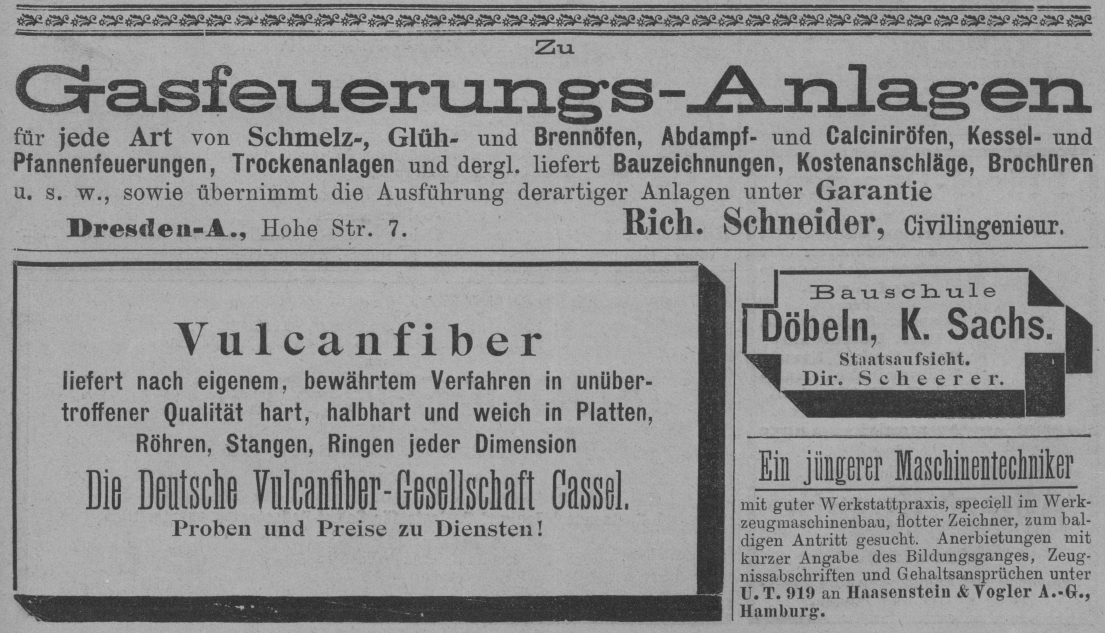 Zu
Gasfeuerungs-Anlagen
für jede Art von Schmelz-, Glüh- und Brennöfen, Abdampf- und Calciniröfen, Kessel- und
Pfannenfeuerungen, Trockenanlagen und dergl. liefert Bauzeichnungen, Kostenanschläge, Brochüren
u. s. w., sowie übernimmt die Ausführung derartiger Anlagen unter Garantie
Dresden-A., Hohe Str. 7. Rich. Schneider, Civilingenieur.
Vulcanfiber
liefert nach eigenem, bewährtem Verfahren in unüber-
troffener Qualität hart, halbhart und weich in Platten,
Röhren, Stangen, Ringen jeder Dimension
Die Deutsche Vulcanfiber-Gesellschaft Cassel.
Proben und Preise zu Diensten!
Bauschule
Döbeln, K. Sachs.
Staatsaufsicht.
Dir. Scheerer.
Ein jüngerer Maschinentechniker
mit guter Werkstattpraxis, speciell im Werk-
zeugmaschinenbau, flotter Zeichner, zum bal-
digen Antritt gesucht. Anerbietungen mit
kurzer Angabe des Bildungsganges, Zeug-
nissabschriften und Gehaltsansprüchen unter
U. T. 919 an Haasenstein & Vogler A.-G.,
Hamburg.